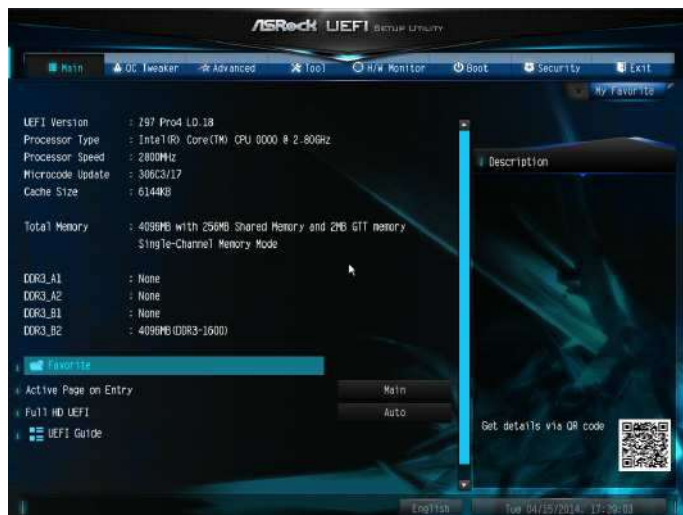 ASRock UEFI SETUP UTILITY
Main OC Tweaker Advanced Tool H/W Monitor Boot Security Exit
My Favorite
UEFI Version : Z97 Pro4 L0.18
Processor Type : Intel(R) Core(TM) CPU 0000 @ 2.80GHz
Processor Speed : 2800MHz
Microcode Update : 306C3/17
Cache Size : 6144KB
Total Memory : 4096MB with 256MB Shared Memory and 2MB GTT memory
Single-Channel Memory Mode
DDR3_A1 : None
DDR3_A2 : None
DDR3_B1 : None
DDR3_B2 : 4096MB(DDR3-1600)
Favorite
Active Page on Entry Main
Full HD UEFI Auto
UEFI Guide
Description
Get details via QR code
English Tue 04/15/2014. 17:39:03